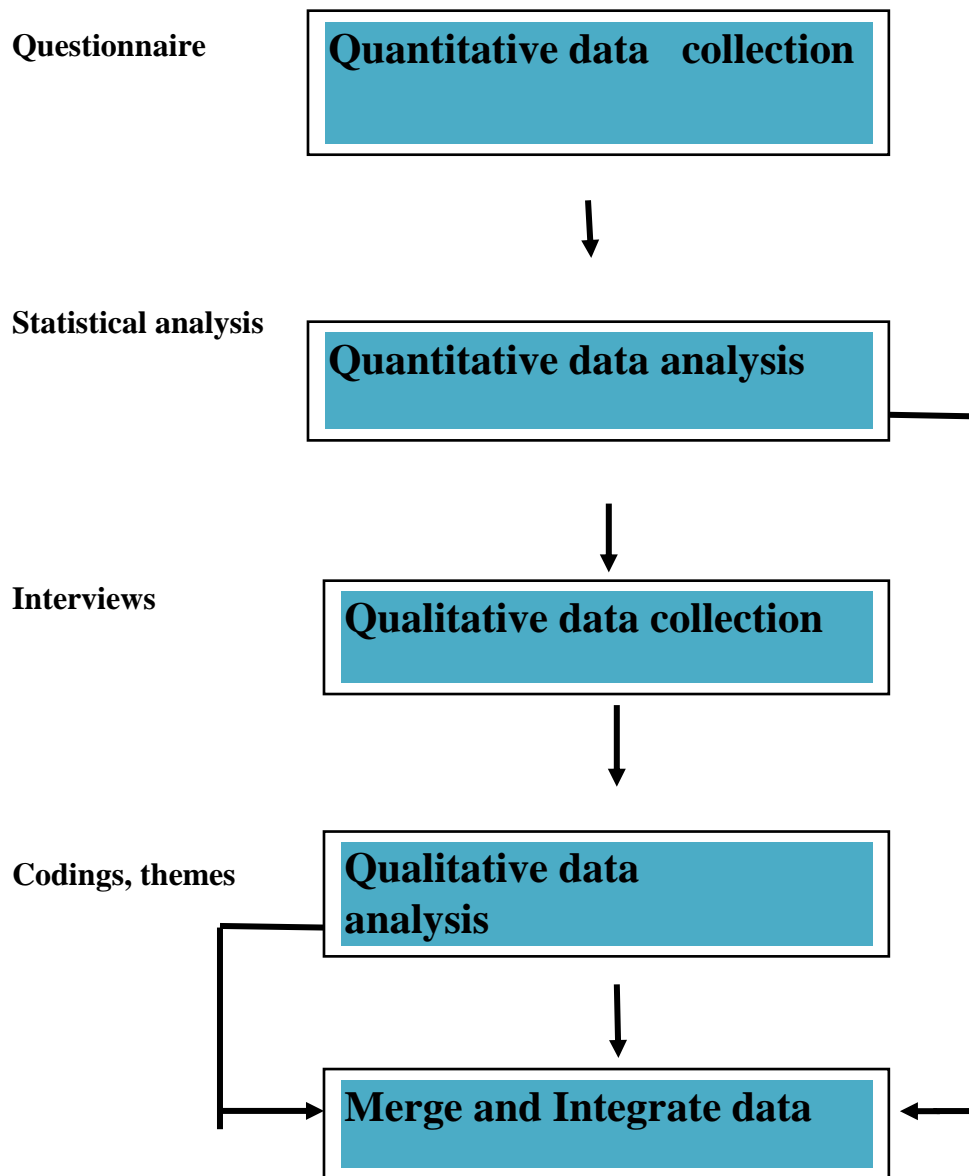 Questionnaire
Quantitative data collection
Statistical analysis
Quantitative data analysis
Interviews
Qualitative data collection
Codings, themes
Qualitative data
analysis
Merge and Integrate data